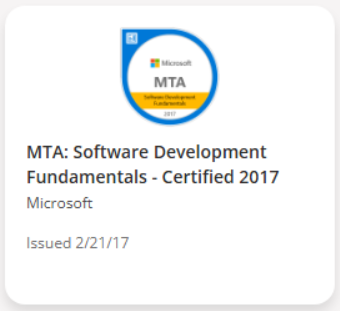 Microsoft
MTA
Software Development
Fundamentals
2017
MTA: Software Development
Fundamentals - Certified 2017
Microsoft
Issued 2/21/17